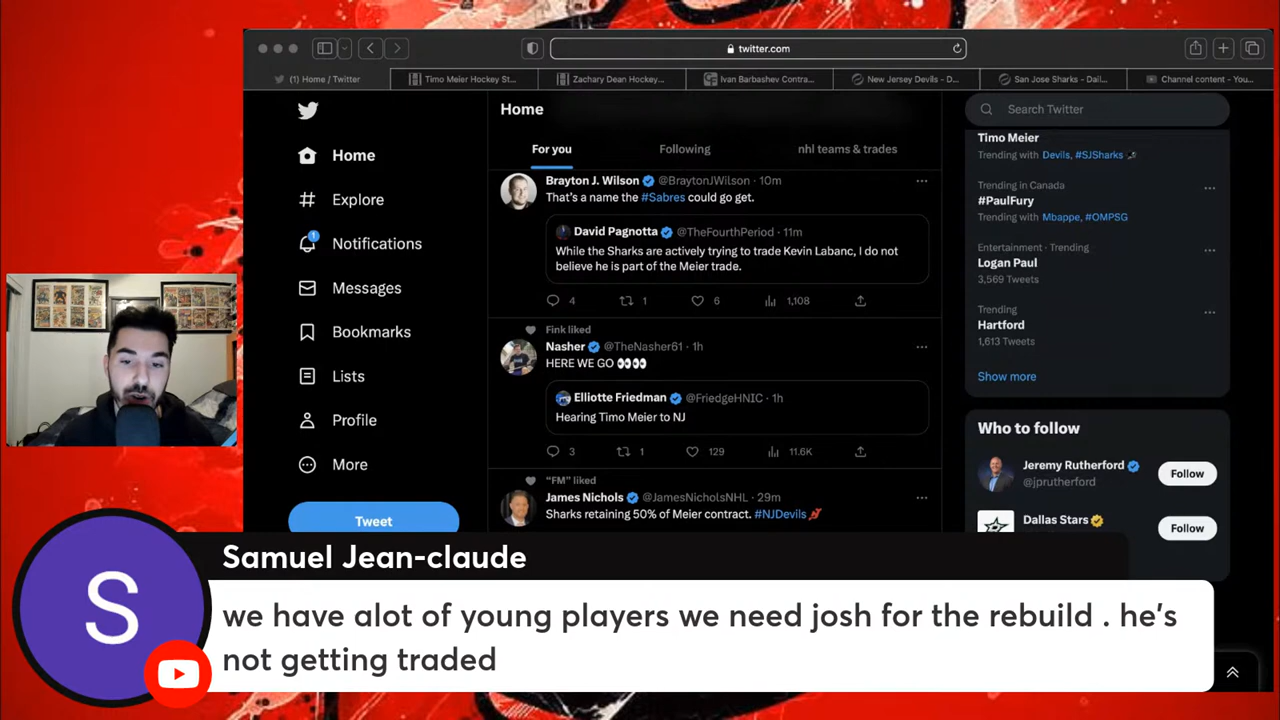 twitter.com
(1) Home / Twitter
Timo Meier Hockey St...
Zachary Dean Hockey...
Ivan Barbashev Contra...
New Jersey Devils - D...
San Jose Sharks - Dail...
Channel content - You...
Home
Explore
1
Notifications
Messages
Bookmarks
Lists
Profile
More
Tweet
Home
For you
Following
nhl teams & trades
Brayton J. Wilson @BraytonJWilson · 10m
That's a name the #Sabres could go get.
David Pagnotta @TheFourthPeriod · 11m
While the Sharks are actively trying to trade Kevin Labanc, I do not
believe he is part of the Meier trade.
4 1 6 1,108
Fink liked
Nasher @TheNasher61 · 1h
HERE WE GO 👀👀
Elliotte Friedman @FriedgeHNIC · 1h
Hearing Timo Meier to NJ
3 1 129 11.6K
"FM" liked
James Nichols @JamesNicholsNHL · 29m
Sharks retaining 50% of Meier contract. #NJDevils
Search Twitter
Timo Meier
Trending with Devils, #SJSharks
Trending in Canada
#PaulFury
Trending with Mbappe, #OMPSG
Entertainment · Trending
Logan Paul
3,569 Tweets
Trending
Hartford
1,613 Tweets
Show more
Who to follow
Jeremy Rutherford
@jprutherford
Follow
Dallas Stars
Follow
S
Samuel Jean-claude
we have alot of young players we need josh for the rebuild . he's
not getting traded